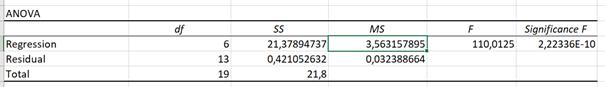 ANOVA
df SS MS F Significance F
Regression 6 21,37894737 3,563157895 110,0125 2,22336E-10
Residual 13 0,421052632 0,032388664
Total 19 21,8